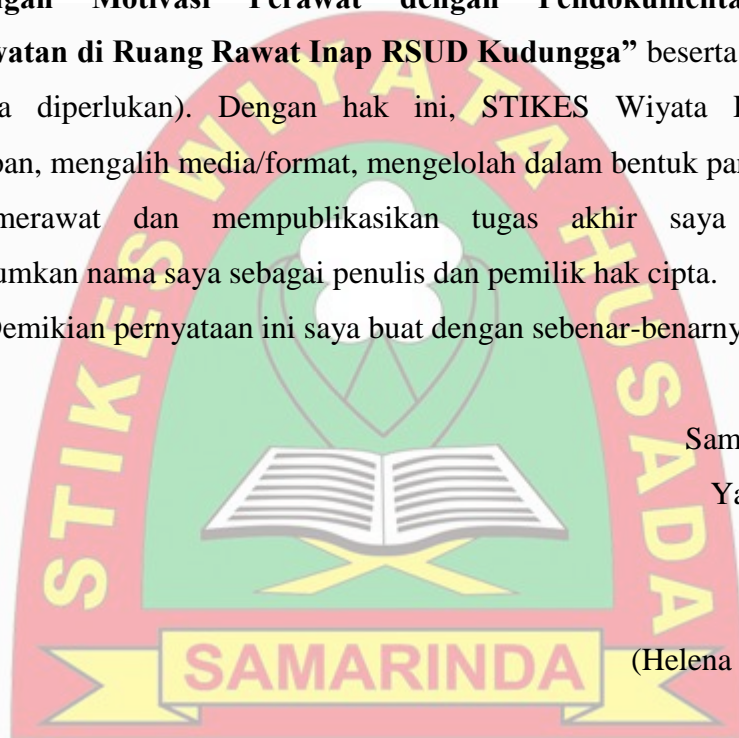 ngan Motivasi Perawat dengan Pendokumenta
watan di Ruang Rawat Inap RSUD Kudungga” beserta
a diperlukan). Dengan hak ini, STIKES Wiyata
pan, mengalih media/format, mengelolah dalam bentuk pa
merawat dan mempublikasikan tugas akhir saya
umkan nama saya sebagai penulis dan pemilik hak cipta.
Demikian pernyataan ini saya buat dengan sebenar-benarny
Sam
Ya
(Helena
STIKES WIYATA HUSADA
SAMARINDA